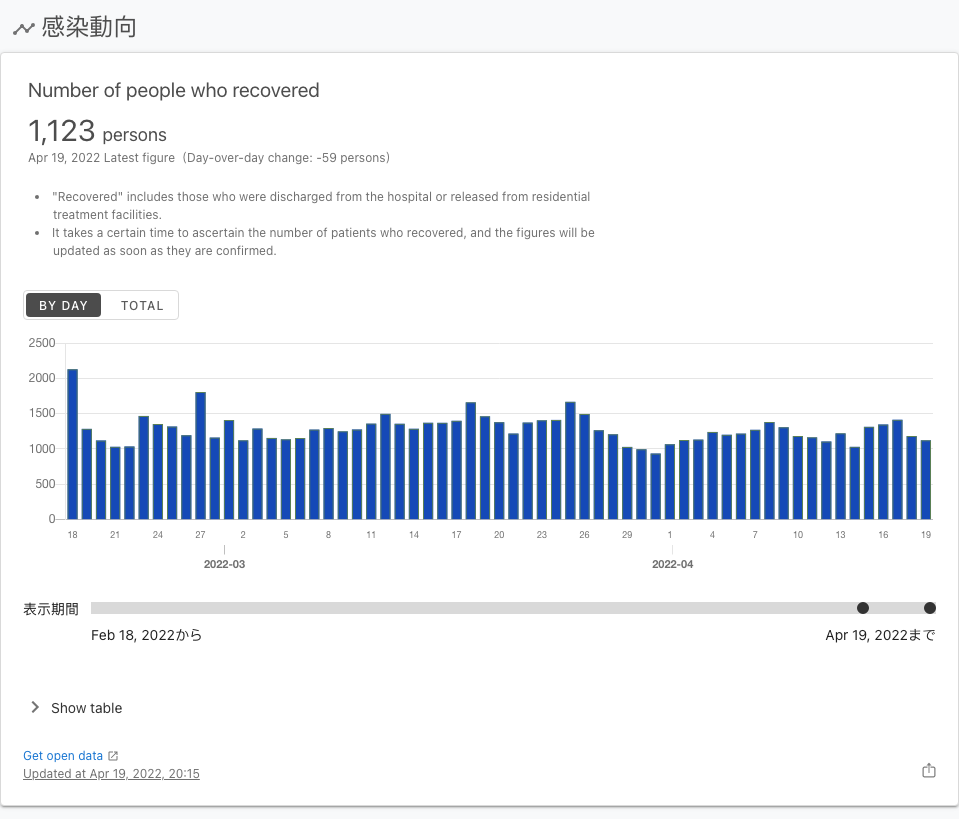 感染動向
Number of people who recovered
1,123 persons
Apr 19, 2022 Latest figure (Day-over-day change: -59 persons)
• "Recovered" includes those who were discharged from the hospital or released from residential
treatment facilities.
• It takes a certain time to ascertain the number of patients who recovered, and the figures will be
updated as soon as they are confirmed.
BY DAY TOTAL
2500
2000
1500
1000
500
0
18 21 24 27 2 5 8 11 14 17 20 23 26 29 1 4 7 10 13 16 19
2022-03 2022-04
表示期間
Feb 18, 2022から Apr 19, 2022まで
Show table
Get open data
Updated at Apr 19, 2022, 20:15